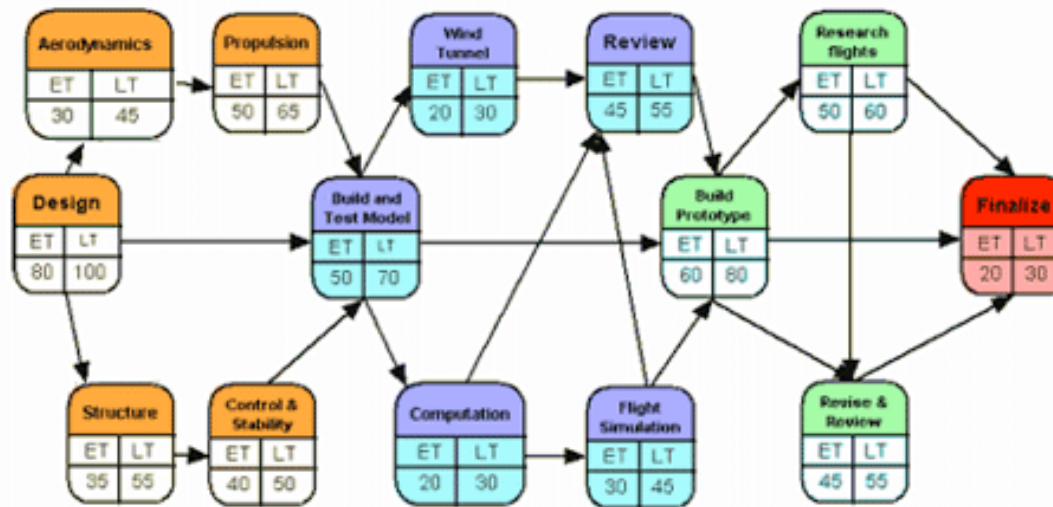 Aerodynamics
ET LT
30 45
Propulsion
ET LT
50 65
Wind
Tunnel
ET LT
20 30
Review
ET LT
45 55
Research
flights
ET LT
50 60
Design
ET LT
80 100
Build and
Test Model
ET LT
50 70
Build
Prototype
ET LT
60 80
Finalize
ET LT
20 30
Structure
ET LT
35 55
Control &
Stability
ET LT
40 50
Computation
ET LT
20 30
Flight
Simulation
ET LT
30 45
Revise &
Review
ET LT
45 55